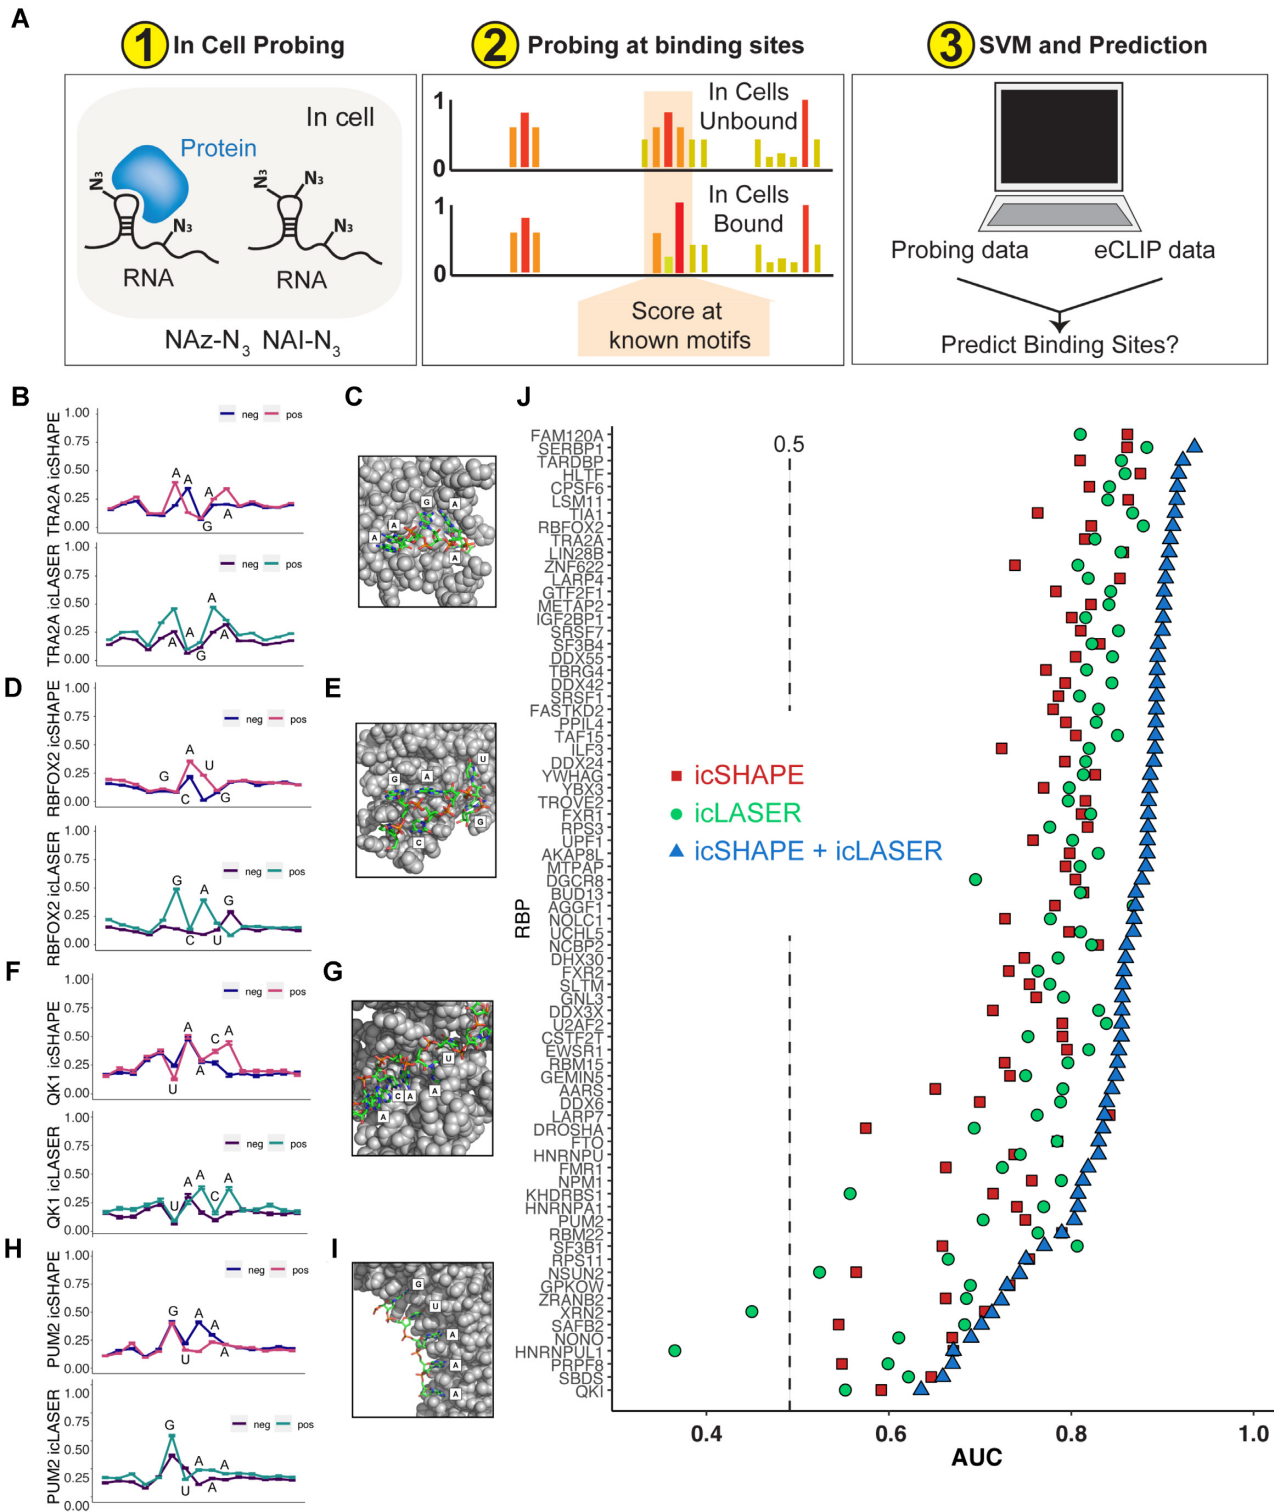 A
1 In Cell Probing
2 Probing at binding sites
3 SVM and Prediction
In cell
Protein
N3
N3
RNA
N3
N3
N3
RNA
NAz-N3 NAI-N3
1
0
In Cells
Unbound
1
0
In Cells
Bound
Score at
known motifs
Probing data
eCLIP data
Predict Binding Sites?
B
TRA2A icSHAPE
1.00
0.75
0.50
0.25
0.00
neg pos
A
A
G
A
A
TRA2A icLASER
1.00
0.75
0.50
0.25
0.00
neg pos
A
A
G
A
A
C
A
A
G
A
A
D
RBFOX2 icSHAPE
1.00
0.75
0.50
0.25
0.00
neg pos
G
C
A
U
G
RBFOX2 icLASER
1.00
0.75
0.50
0.25
0.00
neg pos
G
C
A
U
G
E
G
A
U
C
G
F
QK1 icSHAPE
1.00
0.75
0.50
0.25
0.00
neg pos
U
A
A
C
A
QK1 icLASER
1.00
0.75
0.50
0.25
0.00
neg pos
U
A
A
C
A
G
U
A
C A
A
H
PUM2 icSHAPE
1.00
0.75
0.50
0.25
0.00
neg pos
G
U
A
A
A
PUM2 icLASER
1.00
0.75
0.50
0.25
0.00
neg pos
G
U
A
A
A
I
G
U
A
A
A
J
RBP
FAM120A
SERBP1
TARDBP
HLTF
CPSF6
LSM11
TIA1
RBFOX2
TRA2A
LIN28B
ZNF622
LARP4
GTF2F1
METAP2
IGF2BP1
SRSF7
SF3B4
DDX55
TBRG4
DDX42
SRSF1
FASTKD2
PPIL4
TAF15
ILF3
DDX24
YWHAG
YBX3
TROVE2
FXR1
RPS3
UPF1
AKAP8L
MTPAP
DGCR8
BUD13
AGGF1
NOLC1
UCHL5
NCBP2
DHX30
FXR2
SLTM
GNL3
DDX3X
U2AF2
CSTF2T
EWSR1
RBM15
GEMIN5
AARS
DDX6
LARP7
DROSHA
FTO
HNRNPU
FMR1
NPM1
KHDRBS1
HNRNPA1
PUM2
RBM22
SF3B1
RPS11
NSUN2
GPKOW
ZRANB2
XRN2
SAFB2
NONO
HNRNPUL1
PRPF8
SBDS
QKI
0.5
icSHAPE
icLASER
icSHAPE + icLASER
0.4
0.6
0.8
1.0
AUC